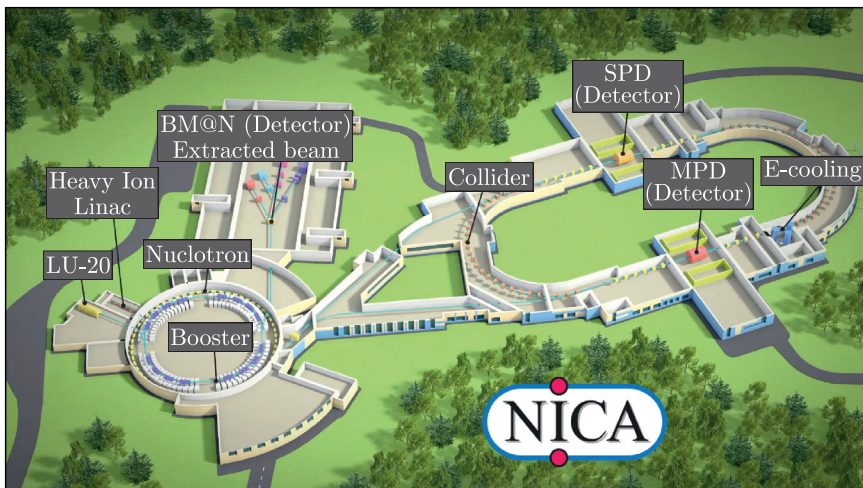 SPD
(Detector)
BM@N (Detector)
Extracted beam
Heavy Ion
Linac
Collider
MPD
(Detector)
E-cooling
LU-20
Nuclotron
Booster
NICA